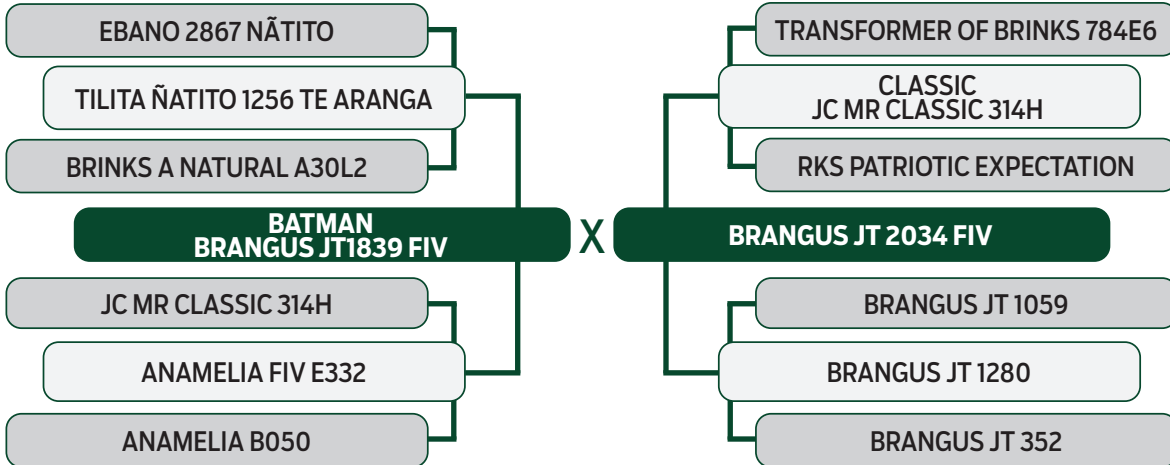 EBANO 2867 NÃTITO
TILITA ÑATITO 1256 TE ARANGA
BRINKS A NATURAL A30L2
BATMAN
BRANGUS JT1839 FIV
JC MR CLASSIC 314H
ANAMELIA FIV E332
ANAMELIA B050
X
TRANSFORMER OF BRINKS 784E6
CLASSIC
JC MR CLASSIC 314H
RKS PATRIOTIC EXPECTATION
BRANGUS JT 2034 FIV
BRANGUS JT 1059
BRANGUS JT 1280
BRANGUS JT 352